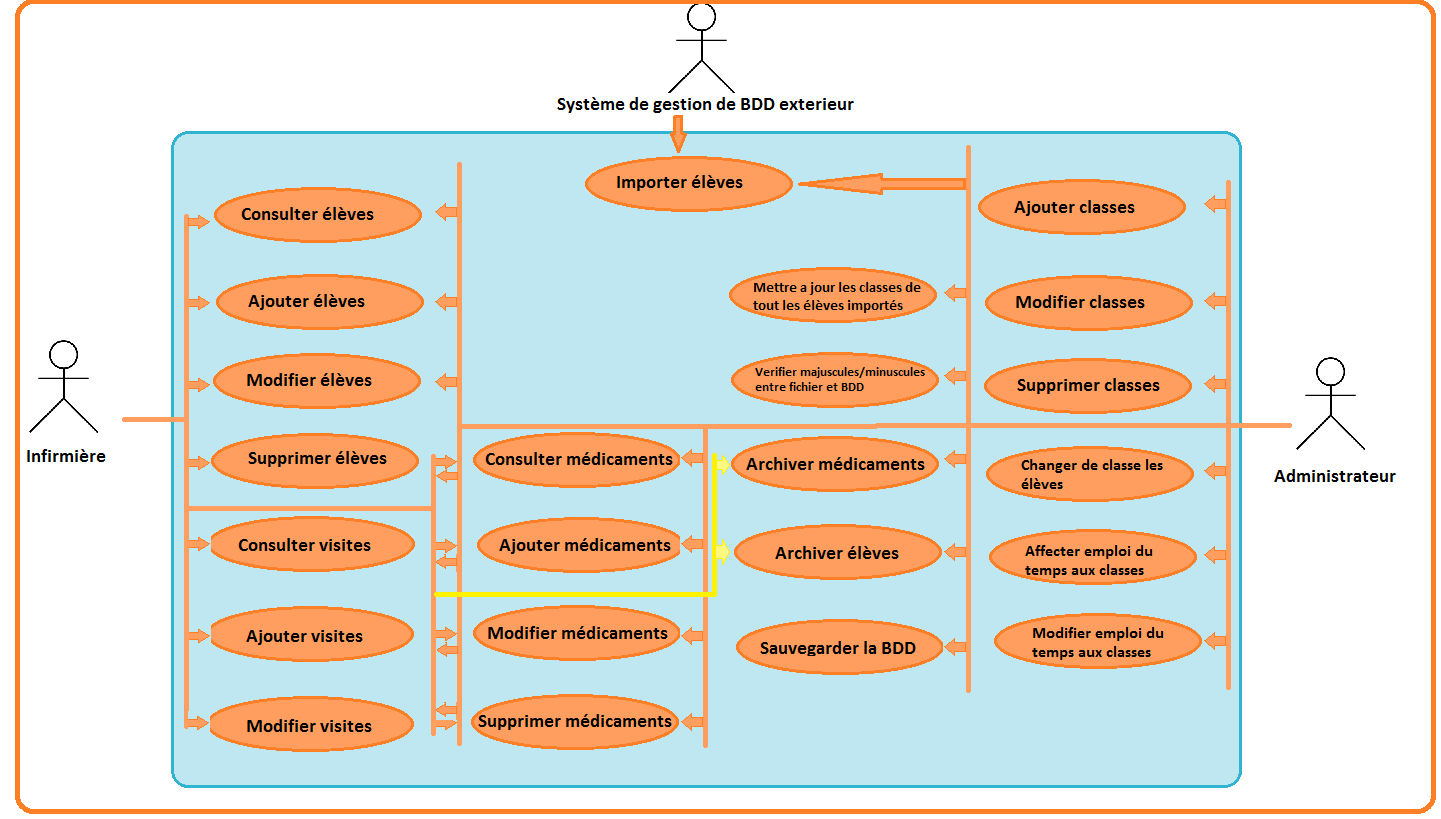 Système de gestion de BDD exterieur
Importer élèves
Consulter élèves
Ajouter élèves
Modifier élèves
Supprimer élèves
Consulter visites
Ajouter visites
Modifier visites
Infirmière
Consulter médicaments
Ajouter médicaments
Modifier médicaments
Supprimer médicaments
Mettre a jour les classes de
tout les élèves importés
Verifier majuscules/minuscules
entre fichier et BDD
Archiver médicaments
Archiver élèves
Sauvegarder la BDD
Ajouter classes
Modifier classes
Supprimer classes
Changer de classe les
élèves
Affecter emploi du
temps aux classes
Modifier emploi du
temps aux classes
Administrateur